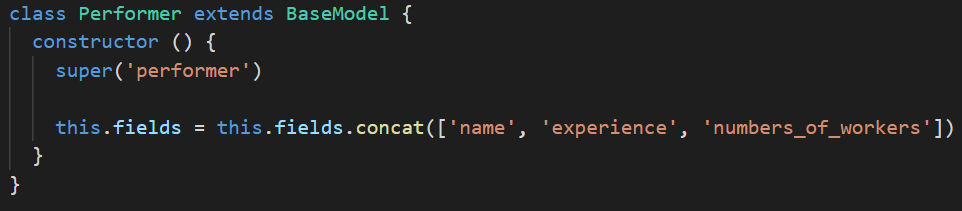 class Performer extends BaseModel {
constructor () {
super('performer')
this.fields = this.fields.concat(['name', 'experience', 'numbers_of_workers'])
}
}